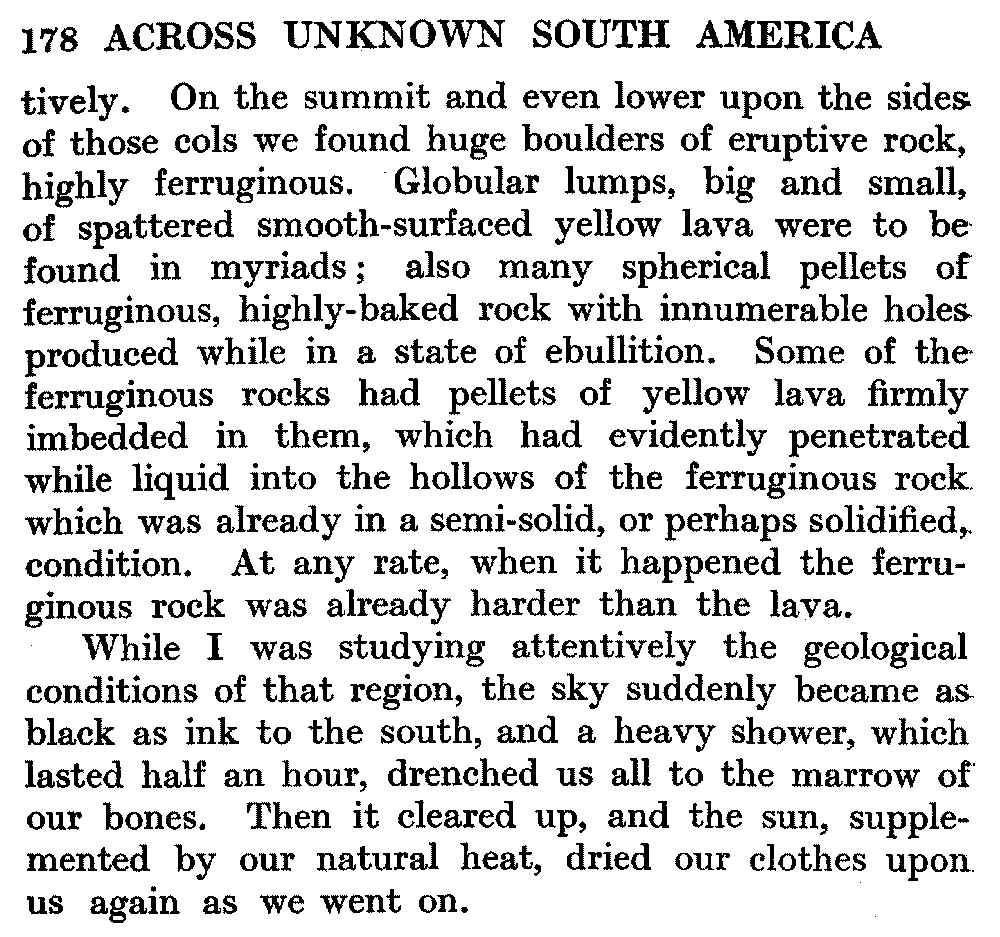 178 ACROSS UNKNOWN SOUTH AMERICA
tively. On the summit and even lower upon the sides
of those cols we found huge boulders of eruptive rock,
highly ferruginous. Globular lumps, big and small,
of spattered smooth-surfaced yellow lava were to be
found in myriads; also many spherical pellets of
ferruginous, highly-baked rock with innumerable holes
produced while in a state of ebullition. Some of the
ferruginous rocks had pellets of yellow lava firmly
imbedded in them, which had evidently penetrated
while liquid into the hollows of the ferruginous rock
which was already in a semi-solid, or perhaps solidified,
condition. At any rate, when it happened the ferru-
ginous rock was already harder than the lava.
While I was studying attentively the geological
conditions of that region, the sky suddenly became as
black as ink to the south, and a heavy shower, which
lasted half an hour, drenched us all to the marrow of
our bones. Then it cleared up, and the sun, supple-
mented by our natural heat, dried our clothes upon
us again as we went on.